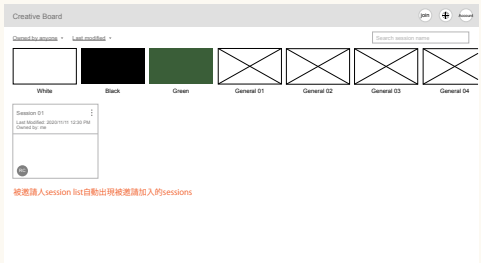 Creative Board
join
Account
Owned by anyone
Last modified
Search session name
White
Black
Green
General 01
General 02
General 03
General 04
Session 01
Last Modified: 2020/11/11 12:20 PM
Owned by: me
RC
被邀請人session list自動出現被邀請加入的sessions